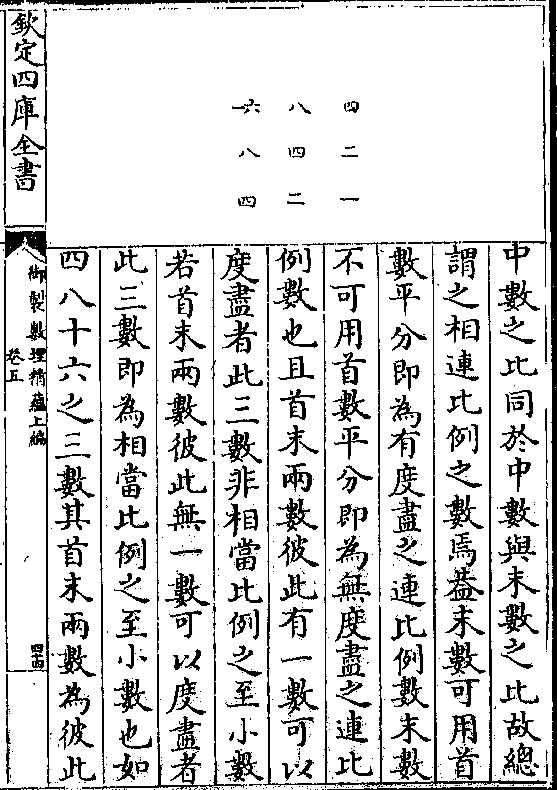 四 二 一
八 四 二
六 八 四
中數之比同於中數與末數之比故總
謂之相連比例之數焉葢末數可用首
數平分即為有度盡之連比例數末數
不可用首數平分即為無度盡之連比
例數也且首末兩數彼此有一數可以
度盡者此三數非相當比例之至小數
若首末兩數彼此無一數可以度盡者
此三數即為相當比例之至小數也如
四八十六之三數其首末兩數為彼此
欽定四庫全書
御製數理精藴上編
卷五